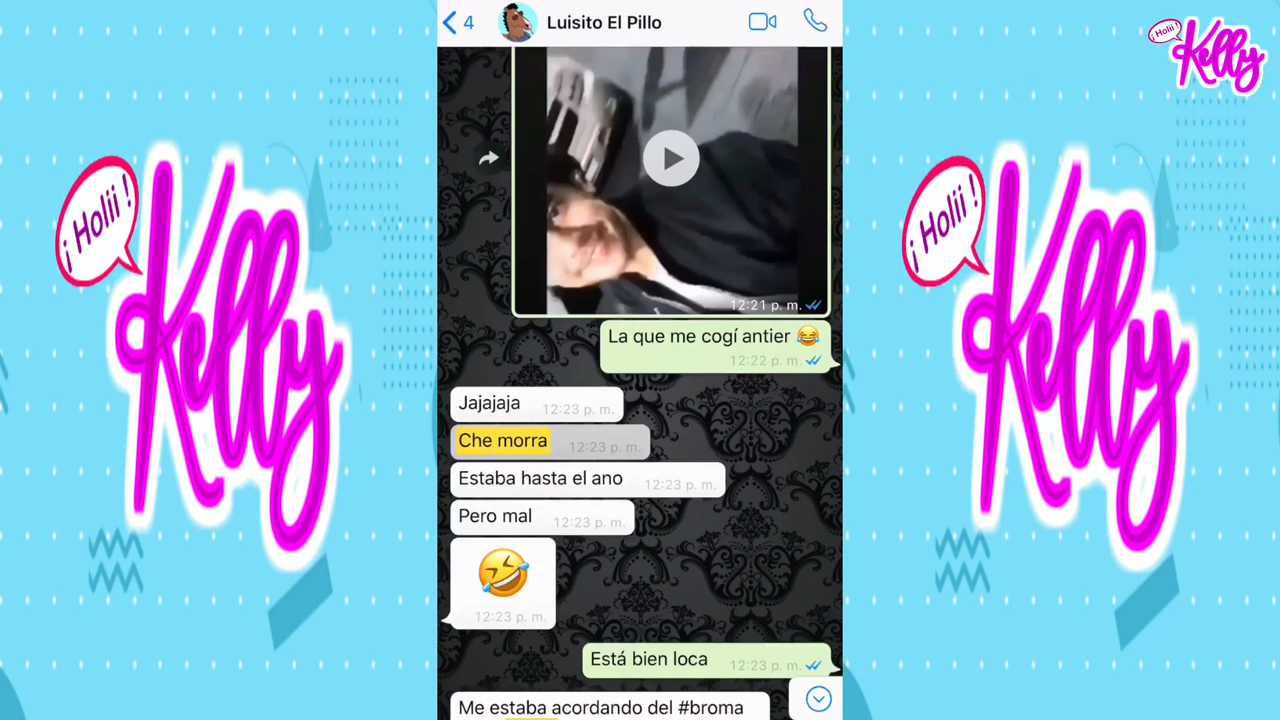 4
Luisito El Pillo
¡Holii!
Kelly
12:21 p. m.
La que me cogí antier 😂
12:22 p. m.
Jajajaja
12:23 p. m.
Che morra
12:23 p. m.
Estaba hasta el ano
12:23 p. m.
Pero mal
12:23 p. m.
🤣
12:23 p. m.
Está bien loca
12:23 p. m.
Me estaba acordando del #broma
¡Holii!
Kelly
¡Holii!
Kelly